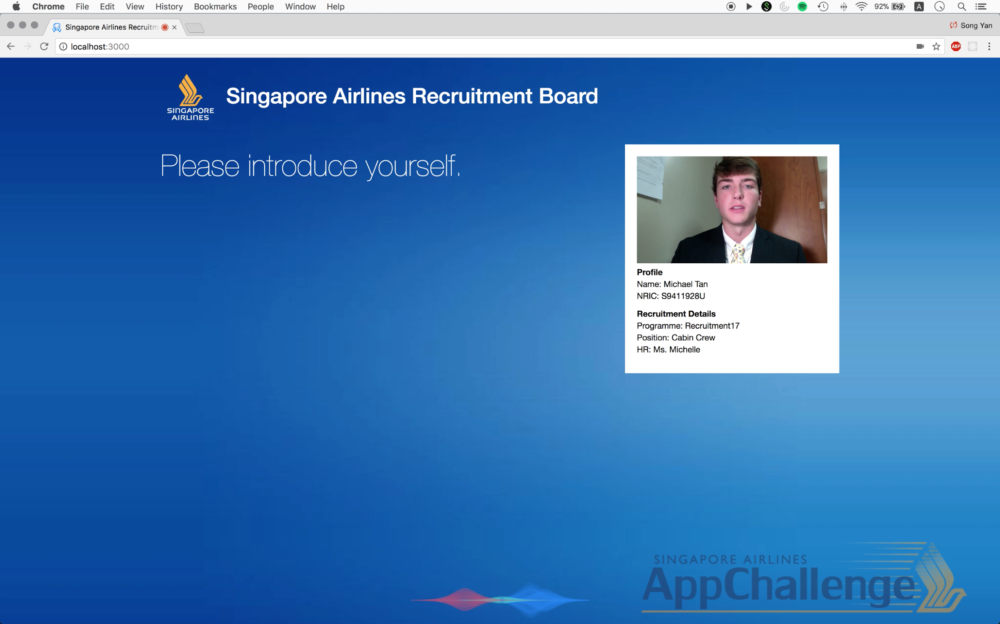 Chrome File Edit View History Bookmarks People Window Help 92% A
Singapore Airlines Recruitm
Song Yan
localhost:3000
ABP
SINGAPORE
AIRLINES
Singapore Airlines Recruitment Board
Please introduce yourself.
Profile
Name: Michael Tan
NRIC: S9411928U
Recruitment Details
Programme: Recruitment17
Position: Cabin Crew
HR: Ms. Michelle
SINGAPORE AIRLINES
AppChallenge